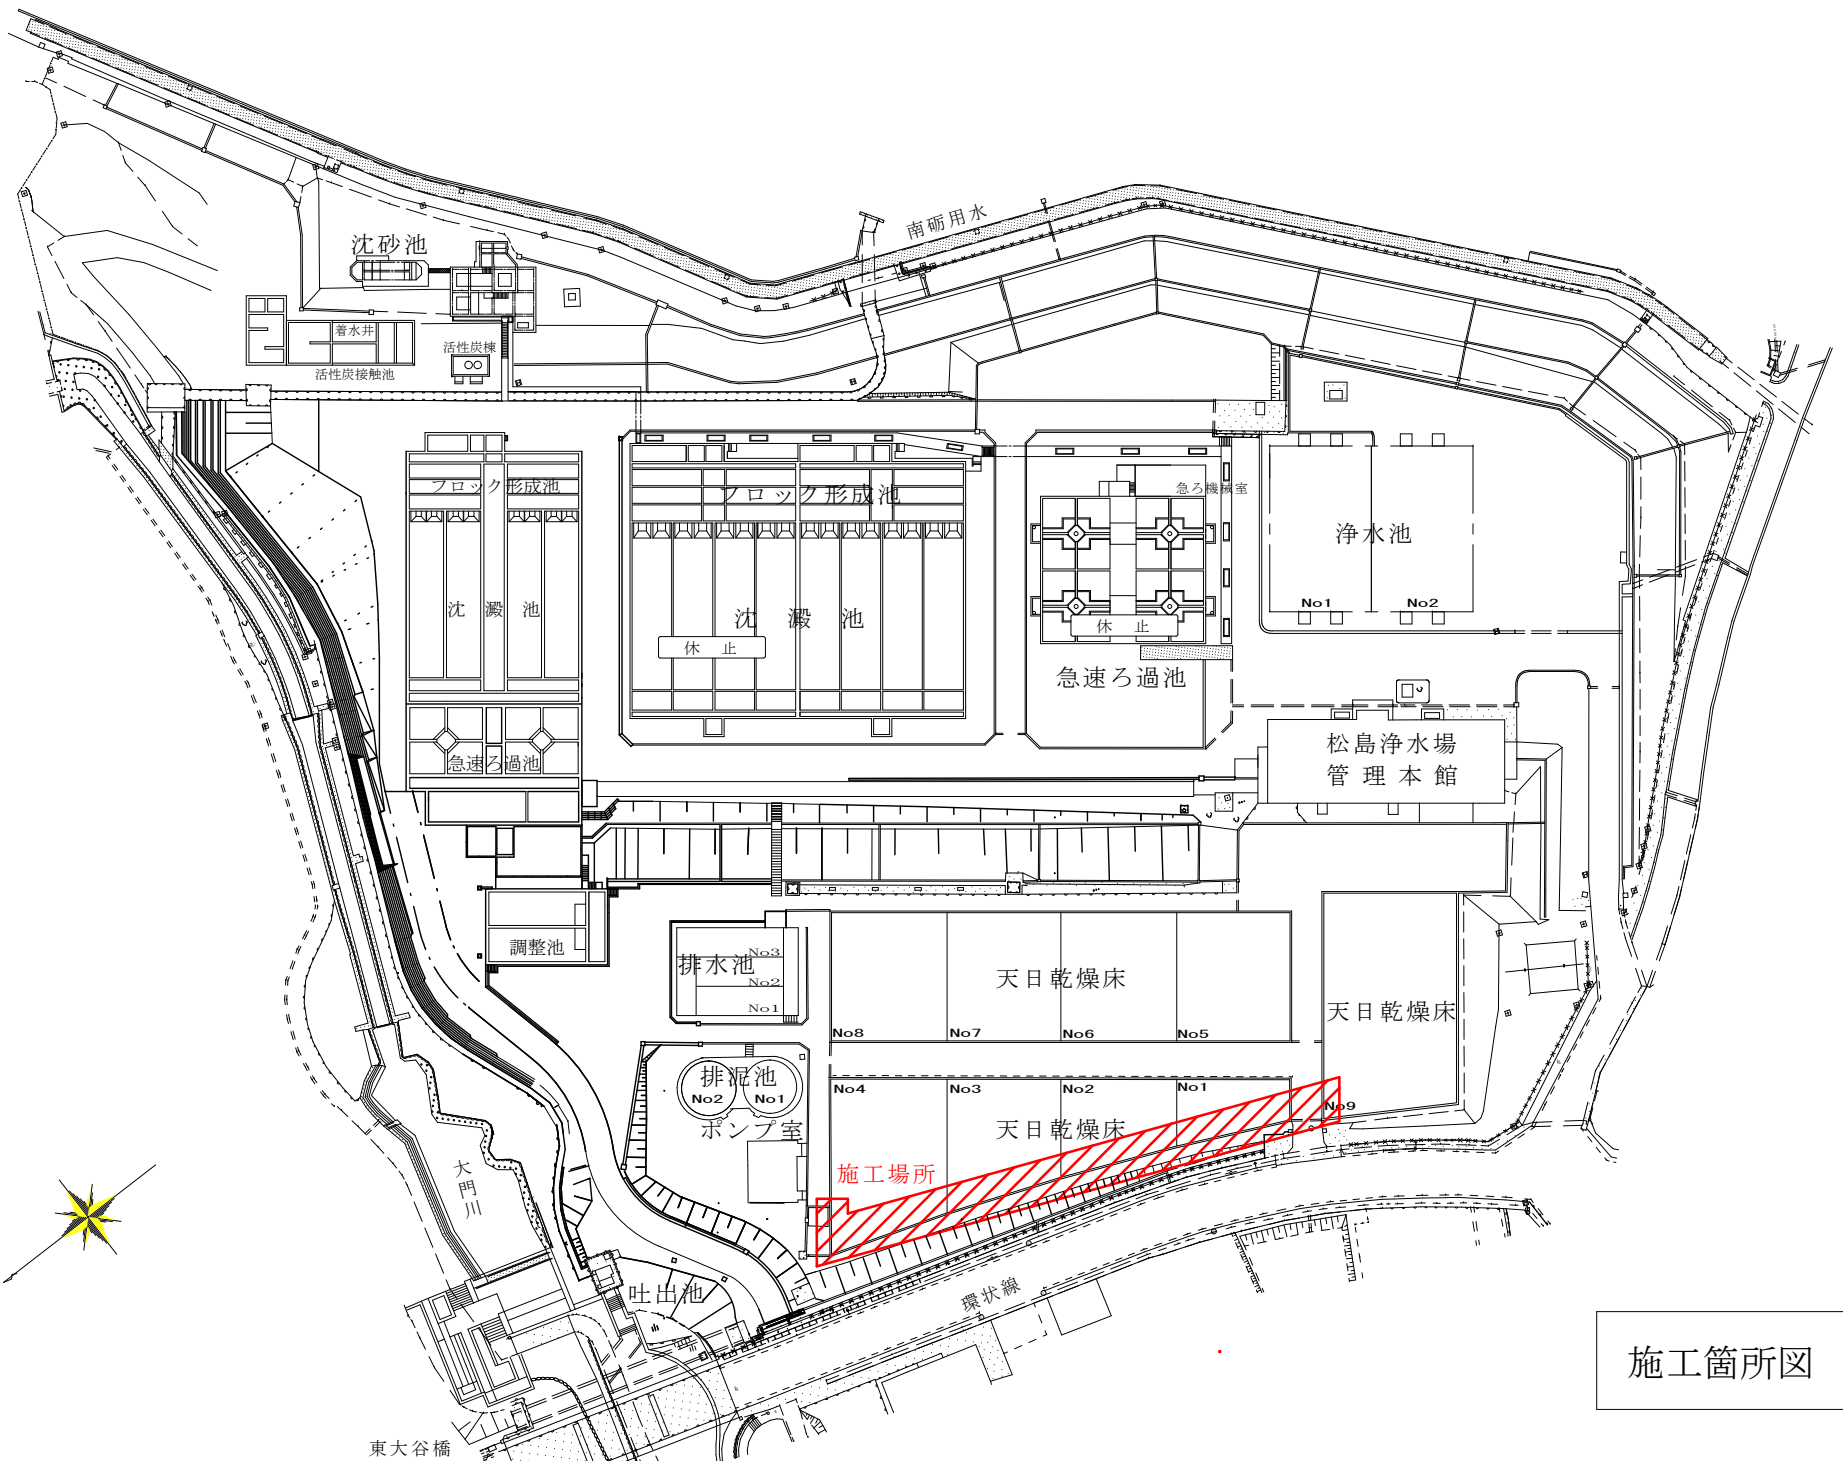 南砺用水
沈砂池
着水井
活性炭棟
活性炭接触池
フロック形成池
フロック形成池
急ろ機械室
浄水池
No1
No2
沈 澱 池
沈 澱 池
休 止
休 止
急速ろ過池
急速ろ過池
松島浄水場
管理本館
調整池
排水池
No3
No2
No1
天日乾燥床
No8
No7
No6
No5
天日乾燥床
No9
排泥池
No2
No1
ポンプ室
No4
No3
No2
No1
天日乾燥床
施工場所
大門川
吐出池
環状線
東大谷橋
施工箇所図